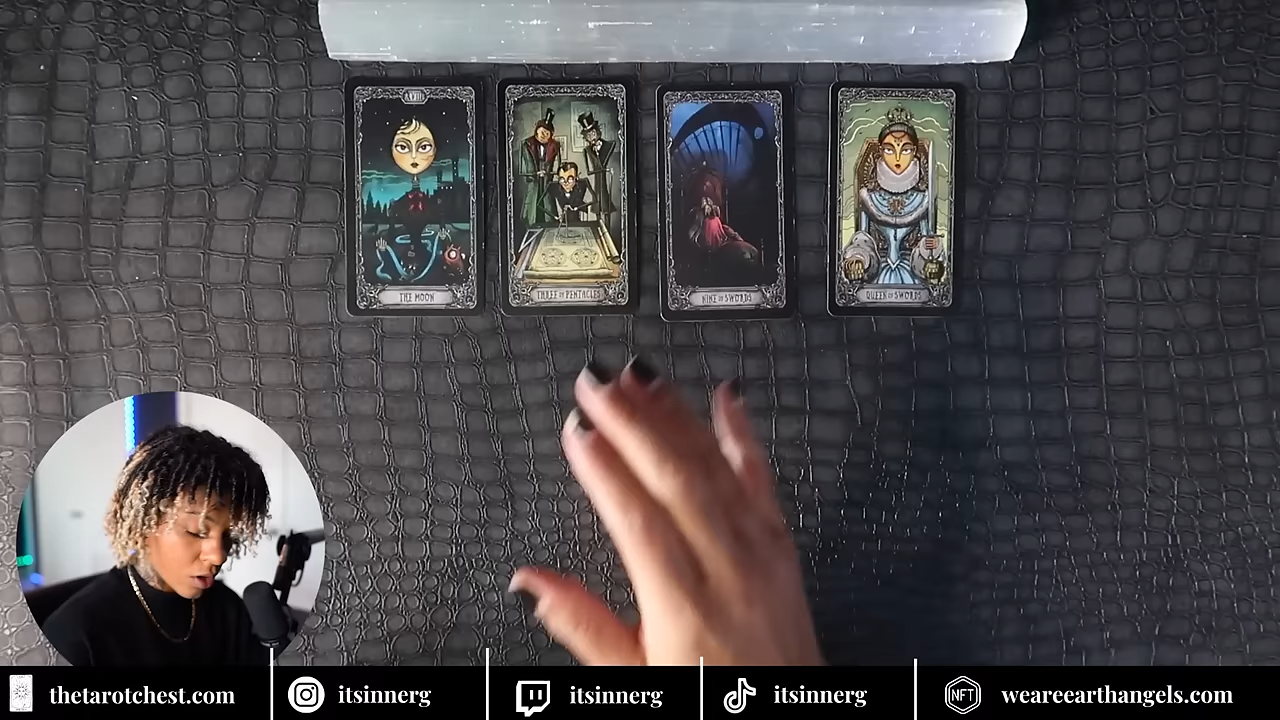 XVIII
THE MOON
THREE OF PENTACLES
NINE OF SWORDS
QUEEN OF SWORDS
thetarotchest.com
itsinnerg
itsinnerg
itsinnerg
NFT
weareearthangels.com